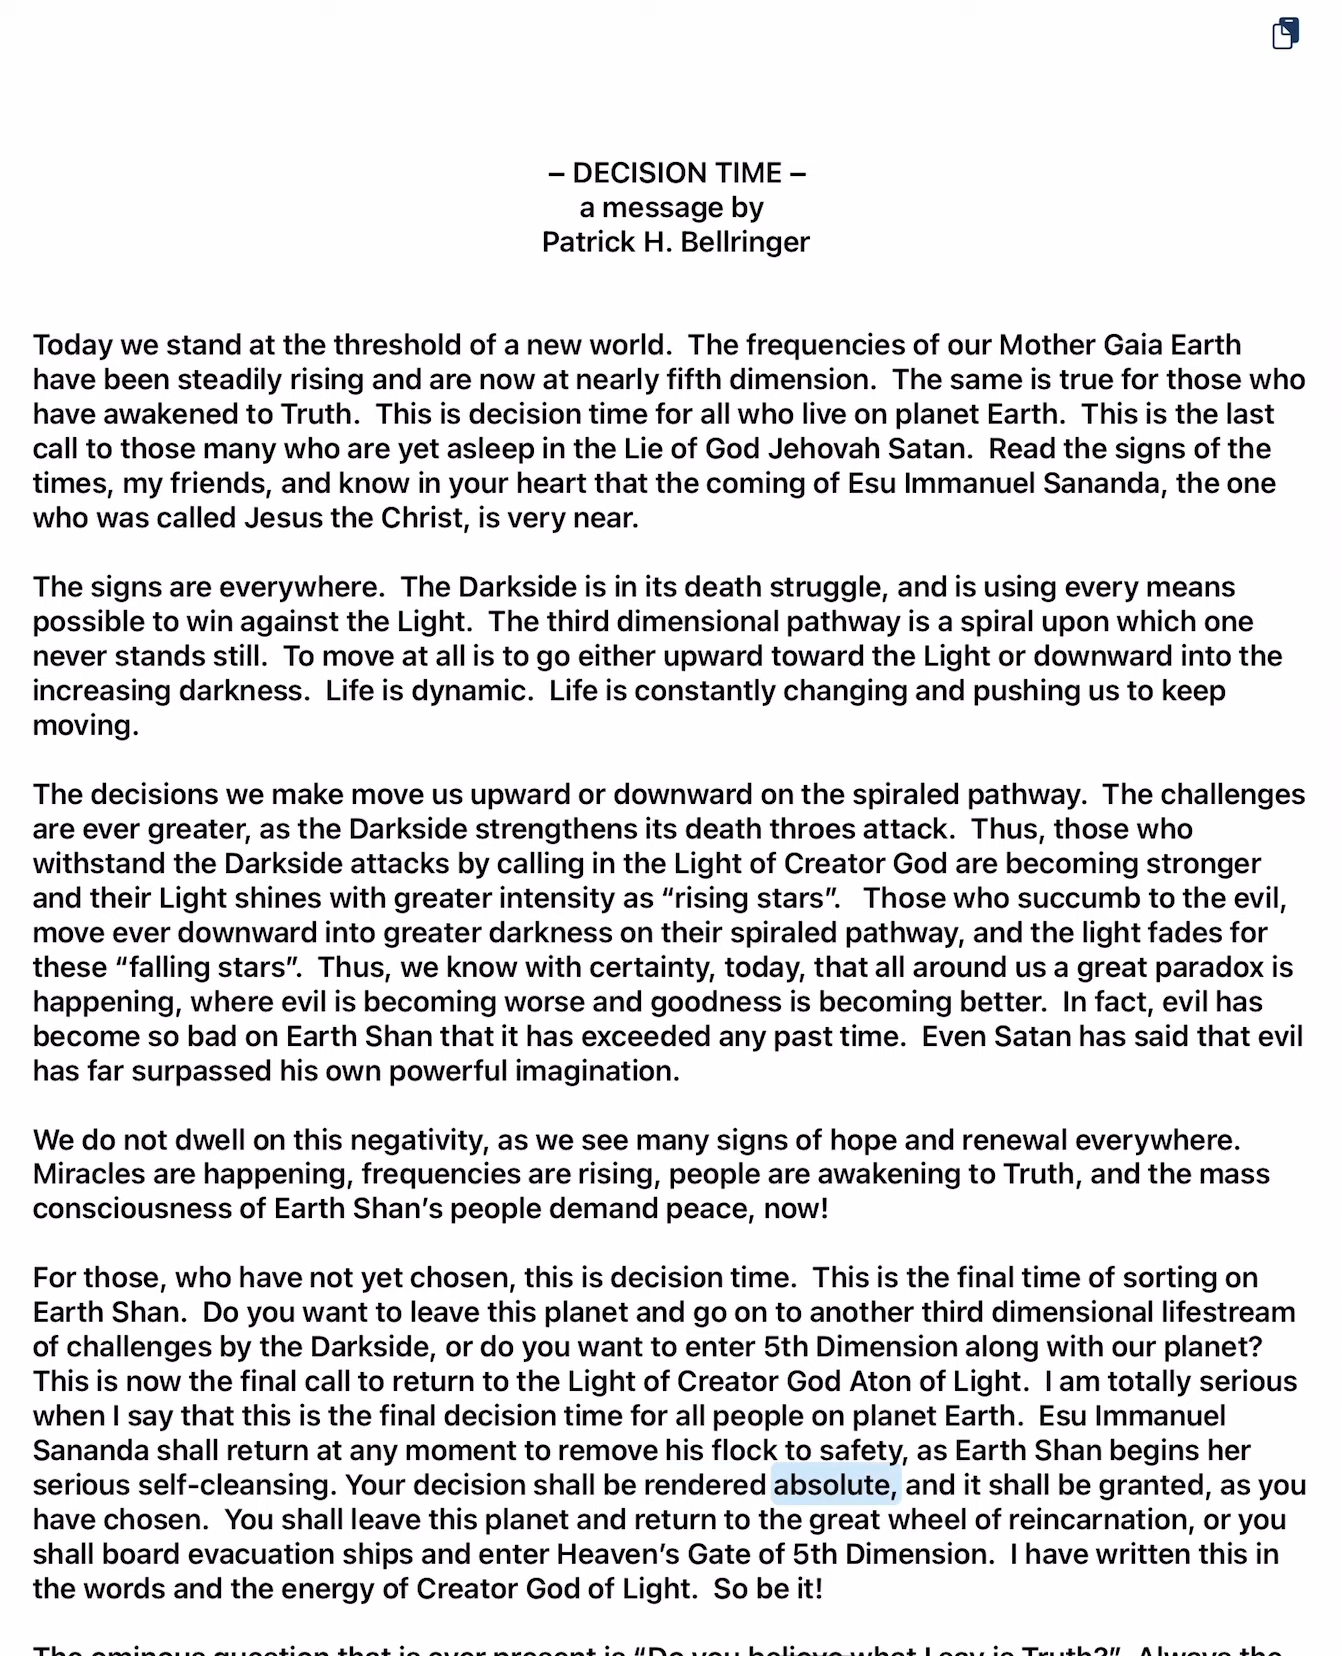 – DECISION TIME –
a message by
Patrick H. Bellringer
Today we stand at the threshold of a new world.  The frequencies of our Mother Gaia Earth
have been steadily rising and are now at nearly fifth dimension.  The same is true for those who
have awakened to Truth.  This is decision time for all who live on planet Earth.  This is the last
call to those many who are yet asleep in the Lie of God Jehovah Satan.  Read the signs of the
times, my friends, and know in your heart that the coming of Esu Immanuel Sananda, the one
who was called Jesus the Christ, is very near.
The signs are everywhere.  The Darkside is in its death struggle, and is using every means
possible to win against the Light.  The third dimensional pathway is a spiral upon which one
never stands still.  To move at all is to go either upward toward the Light or downward into the
increasing darkness.  Life is dynamic.  Life is constantly changing and pushing us to keep
moving.
The decisions we make move us upward or downward on the spiraled pathway.  The challenges
are ever greater, as the Darkside strengthens its death throes attack.  Thus, those who
withstand the Darkside attacks by calling in the Light of Creator God are becoming stronger
and their Light shines with greater intensity as “rising stars”.   Those who succumb to the evil,
move ever downward into greater darkness on their spiraled pathway, and the light fades for
these “falling stars”.  Thus, we know with certainty, today, that all around us a great paradox is
happening, where evil is becoming worse and goodness is becoming better.  In fact, evil has
become so bad on Earth Shan that it has exceeded any past time.  Even Satan has said that evil
has far surpassed his own powerful imagination.
We do not dwell on this negativity, as we see many signs of hope and renewal everywhere.
Miracles are happening, frequencies are rising, people are awakening to Truth, and the mass
consciousness of Earth Shan’s people demand peace, now!
For those, who have not yet chosen, this is decision time.  This is the final time of sorting on
Earth Shan.  Do you want to leave this planet and go on to another third dimensional lifestream
of challenges by the Darkside, or do you want to enter 5th Dimension along with our planet?
This is now the final call to return to the Light of Creator God Aton of Light.  I am totally serious
when I say that this is the final decision time for all people on planet Earth.  Esu Immanuel
Sananda shall return at any moment to remove his flock to safety, as Earth Shan begins her
serious self-cleansing. Your decision shall be rendered absolute, and it shall be granted, as you
have chosen.  You shall leave this planet and return to the great wheel of reincarnation, or you
shall board evacuation ships and enter Heaven’s Gate of 5th Dimension.  I have written this in
the words and the energy of Creator God of Light.  So be it!
The ominous question that is ever present is “Do you believe what I say is Truth?”  Always the